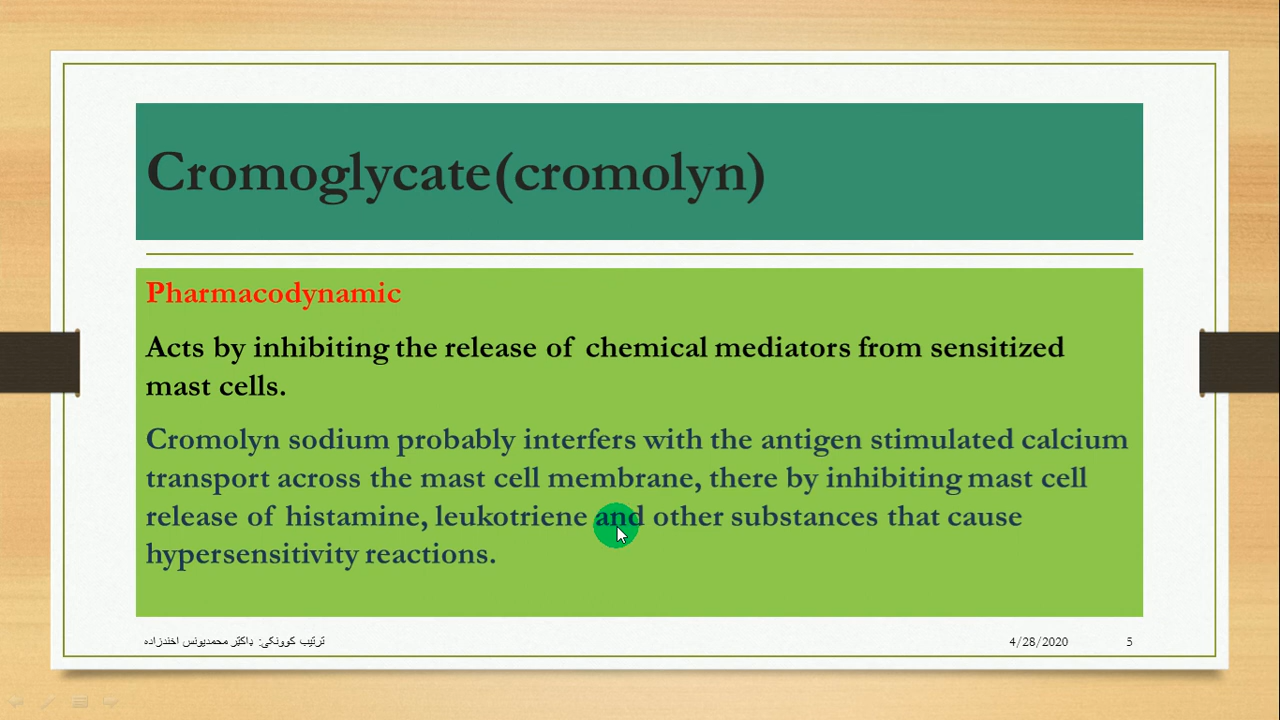 Cromoglycate(cromolyn)
Pharmacodynamic
Acts by inhibiting the release of chemical mediators from sensitized
mast cells.
Cromolyn sodium probably interfers with the antigen stimulated calcium
transport across the mast cell membrane, there by inhibiting mast cell
release of histamine, leukotriene and other substances that cause
hypersensitivity reactions.
ترتیب کوونکی: ډاکټر محمدیونس اخندزاده
4/28/2020
5